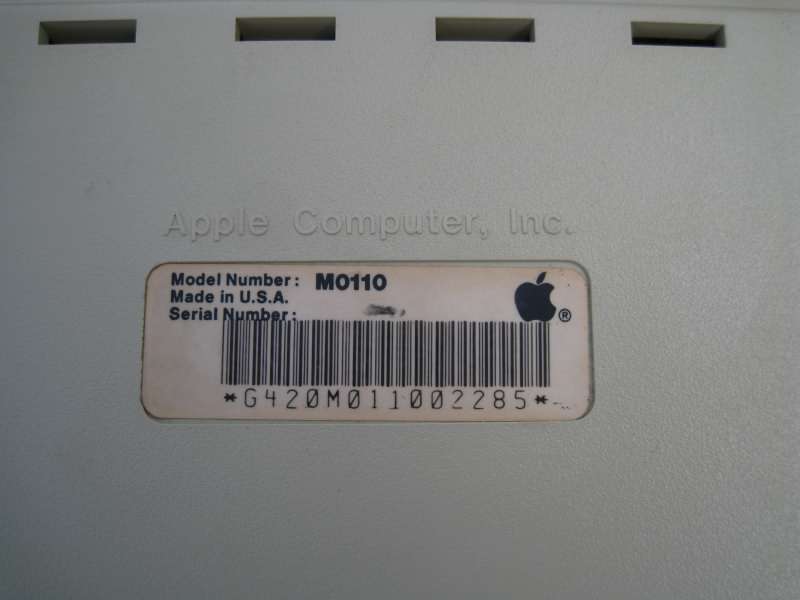 Apple Computer, Inc.
Model Number: M0110
Made in U.S.A.
Serial Number:
*G420M011002285*
®